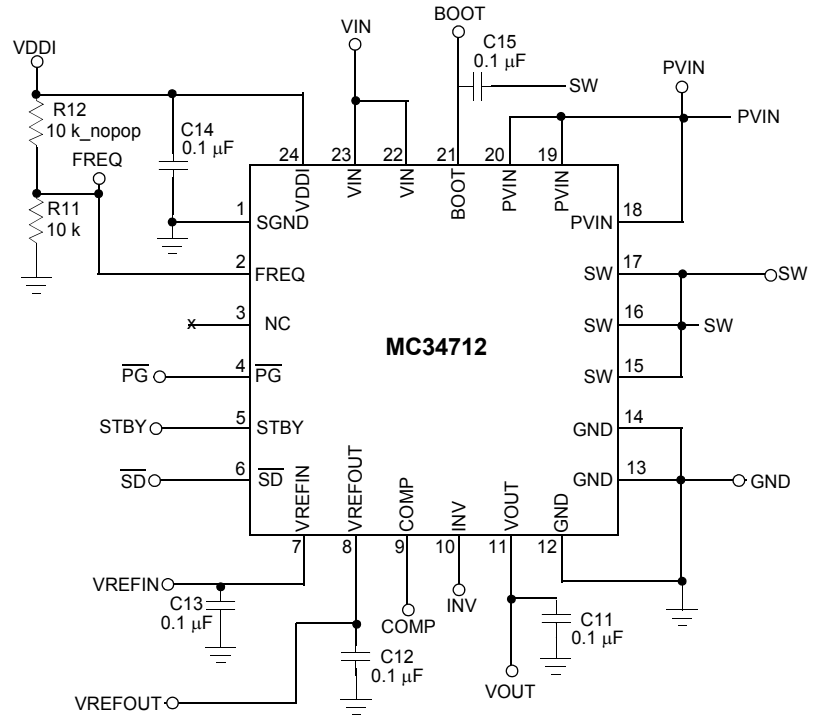 BOOT
VIN
C15
0.1 μF
SW
PVIN
PVIN
VDDI
R12
10 k_nopop
C14
0.1 μF
FREQ
R11
10 k
24
23
22
21
20
19
VDDI
VIN
VIN
BOOT
PVIN
PVIN
1
SGND
PVIN
18
2
FREQ
SW
17
SW
3
NC
x
SW
16
SW
MC34712
PG
4
PG
SW
15
STBY
5
STBY
GND
14
SD
6
SD
GND
13
GND
VREFIN
VREFOUT
COMP
INV
VOUT
GND
7
8
9
10
11
12
VREFIN
C13
0.1 μF
COMP
INV
C11
0.1 μF
C12
0.1 μF
VOUT
VREFOUT